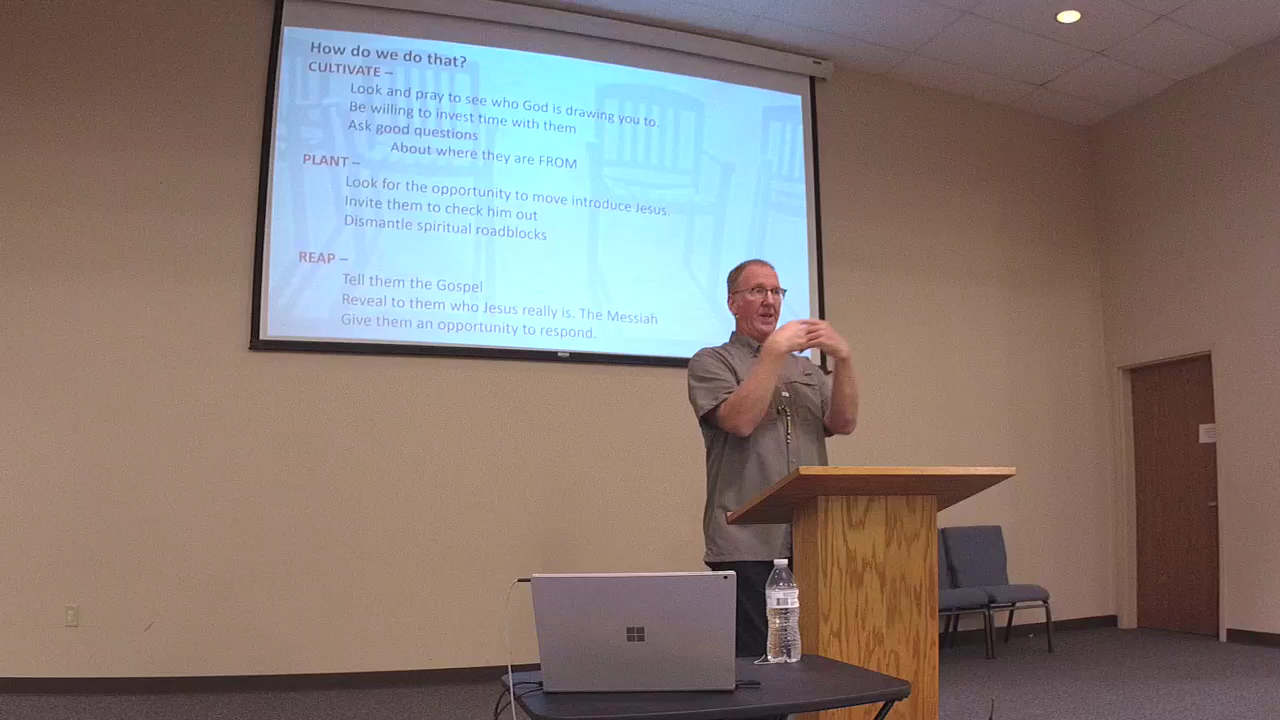 How do we do that?
CULTIVATE –
Look and pray to see who God is drawing you to.
Be willing to invest time with them
Ask good questions
About where they are FROM
PLANT –
Look for the opportunity to move introduce Jesus.
Invite them to check him out
Dismantle spiritual roadblocks
REAP –
Tell them the Gospel
Reveal to them who Jesus really is. The Messiah
Give them an opportunity to respond.